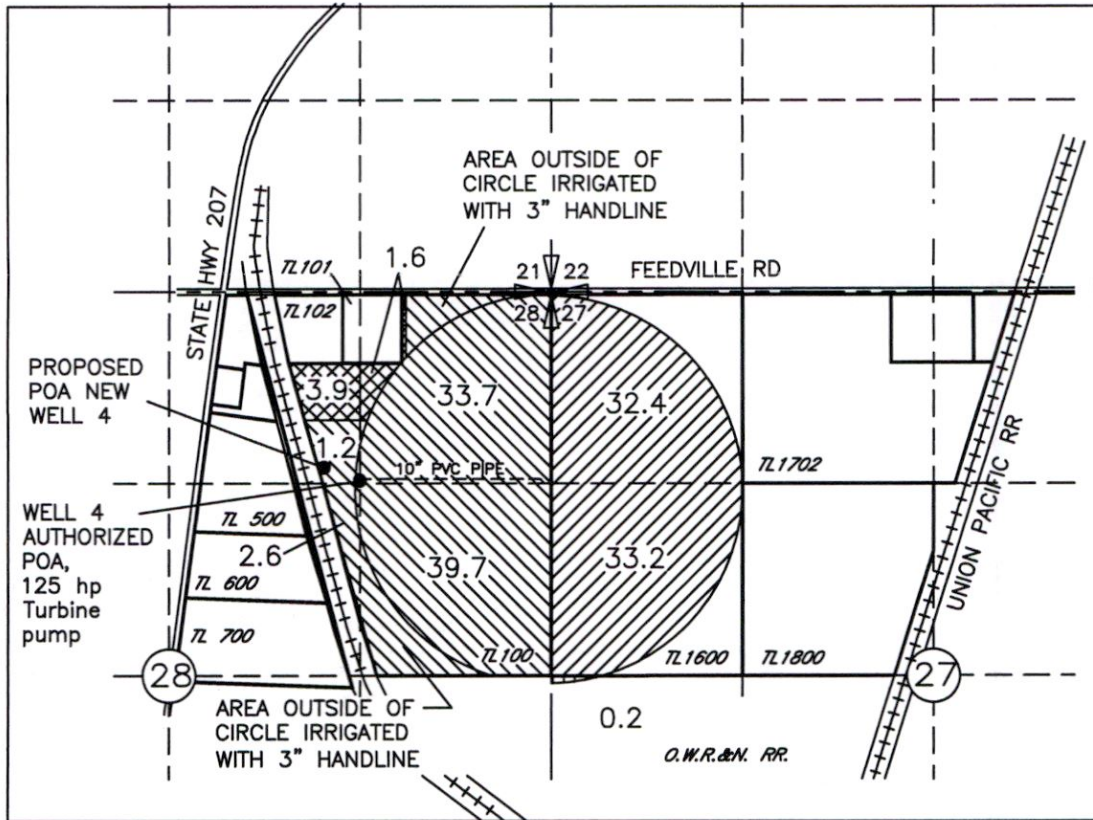 AREA OUTSIDE OF
CIRCLE IRRIGATED
WITH 3" HANDLINE
STATE HWY 207
TL101
1.6
21
22
FEEDVILLE RD
28
27
TL102
PROPOSED
POA NEW
WELL 4
3.9
33.7
32.4
1.2
10" PVC PIPE
TL1702
UNION PACIFIC RR
WELL 4
AUTHORIZED
POA,
125 hp
Turbine
pump
TL 500
2.6
TL 600
39.7
33.2
TL 700
TL100
TL1600
TL1800
28
27
AREA OUTSIDE OF
CIRCLE IRRIGATED
WITH 3" HANDLINE
0.2
O.W.R.&N. RR.